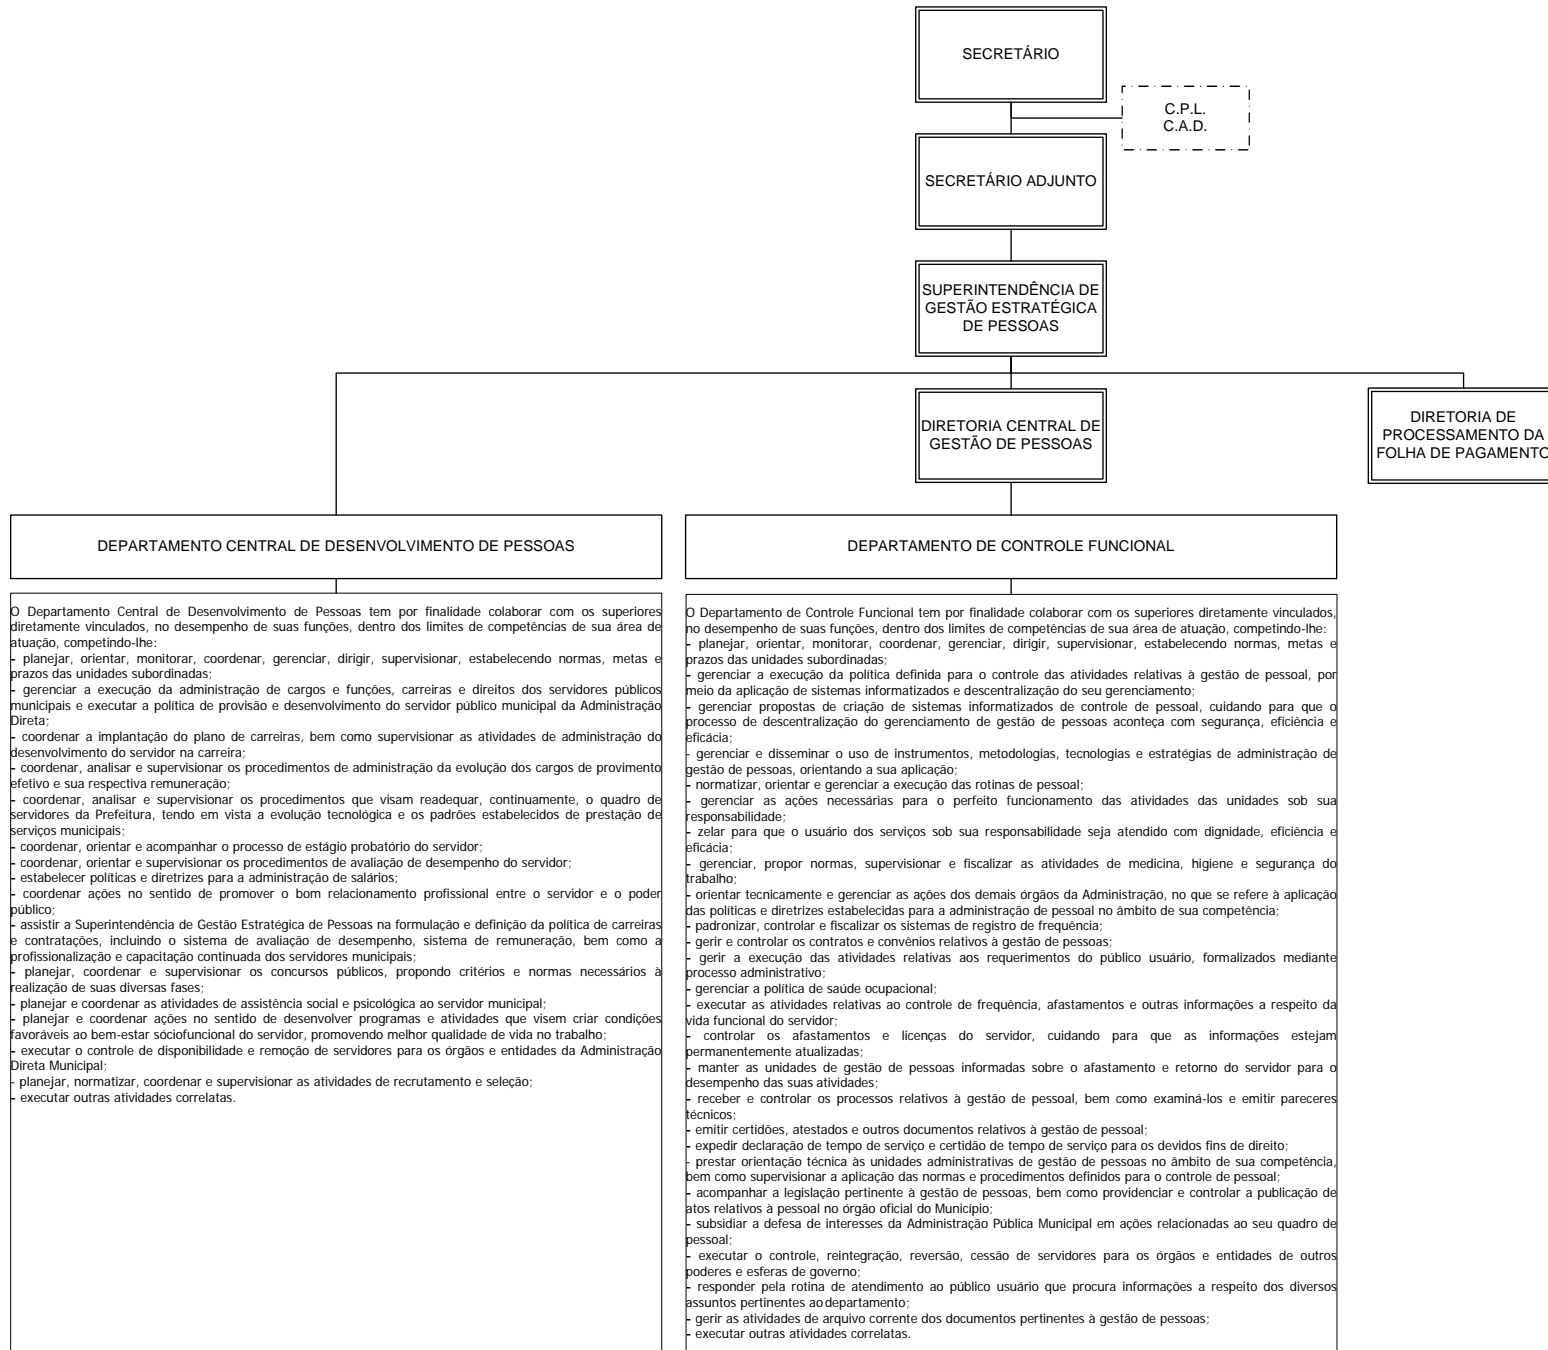 SECRETÁRIO
C.P.L.
C.A.D.
SECRETÁRIO ADJUNTO
SUPERINTENDÊNCIA DE
GESTÃO ESTRATÉGICA
DE PESSOAS
DIRETORIA CENTRAL DE
GESTÃO DE PESSOAS
DIRETORIA DE
PROCESSAMENTO DA
FOLHA DE PAGAMENTO
DEPARTAMENTO CENTRAL DE DESENVOLVIMENTO DE PESSOAS
O Departamento Central de Desenvolvimento de Pessoas tem por finalidade colaborar com os superiores
diretamente vinculados, no desempenho de suas funções, dentro dos limites de competências de sua área de
atuação, competindo-lhe:
- planejar, orientar, monitorar, coordenar, gerenciar, dirigir, supervisionar, estabelecendo normas, metas e
prazos das unidades subordinadas;
- gerenciar a execução da administração de cargos e funções, carreiras e direitos dos servidores públicos
municipais e executar a política de provisão e desenvolvimento do servidor público municipal da Administração
Direta;
- coordenar a implantação do plano de carreiras, bem como supervisionar as atividades de administração do
desenvolvimento do servidor na carreira;
- coordenar, analisar e supervisionar os procedimentos de administração da evolução dos cargos de provimento
efetivo e sua respectiva remuneração;
- coordenar, analisar e supervisionar os procedimentos que visam readequar, continuamente, o quadro de
servidores da Prefeitura, tendo em vista a evolução tecnológica e os padrões estabelecidos de prestação de
serviços municipais;
- coordenar, orientar e acompanhar o processo de estágio probatório do servidor;
- coordenar, orientar e supervisionar os procedimentos de avaliação de desempenho do servidor;
- estabelecer políticas e diretrizes para a administração de salários;
- coordenar ações no sentido de promover o bom relacionamento profissional entre o servidor e o poder
público;
- assistir a Superintendência de Gestão Estratégica de Pessoas na formulação e definição da política de carreiras
e contratações, incluindo o sistema de avaliação de desempenho, sistema de remuneração, bem como a
profissionalização e capacitação continuada dos servidores municipais;
- planejar, coordenar e supervisionar os concursos públicos, propondo critérios e normas necessários à
realização de suas diversas fases;
- planejar e coordenar as atividades de assistência social e psicológica ao servidor municipal;
- planejar e coordenar ações no sentido de desenvolver programas e atividades que visem criar condições
favoráveis ao bem-estar sóciofuncional do servidor, promovendo melhor qualidade de vida no trabalho;
- executar o controle de disponibilidade e remoção de servidores para os órgãos e entidades da Administração
Direta Municipal;
- planejar, normatizar, coordenar e supervisionar as atividades de recrutamento e seleção;
- executar outras atividades correlatas.
DEPARTAMENTO DE CONTROLE FUNCIONAL
O Departamento de Controle Funcional tem por finalidade colaborar com os superiores diretamente vinculados,
no desempenho de suas funções, dentro dos limites de competências de sua área de atuação, competindo-lhe:
- planejar, orientar, monitorar, coordenar, gerenciar, dirigir, supervisionar, estabelecendo normas, metas e
prazos das unidades subordinadas;
- gerenciar a execução da política definida para o controle das atividades relativas à gestão de pessoal, por
meio da aplicação de sistemas informatizados e descentralização do seu gerenciamento;
- gerenciar propostas de criação de sistemas informatizados de controle de pessoal, cuidando para que o
processo de descentralização do gerenciamento de gestão de pessoas aconteça com segurança, eficiência e
eficácia;
- gerenciar e disseminar o uso de instrumentos, metodologias, tecnologias e estratégias de administração de
gestão de pessoas, orientando a sua aplicação;
- normatizar, orientar e gerenciar a execução das rotinas de pessoal;
- gerenciar as ações necessárias para o perfeito funcionamento das atividades das unidades sob sua
responsabilidade;
- zelar para que o usuário dos serviços sob sua responsabilidade seja atendido com dignidade, eficiência e
eficácia;
- gerenciar, propor normas, supervisionar e fiscalizar as atividades de medicina, higiene e segurança do
trabalho;
- orientar tecnicamente e gerenciar as ações dos demais órgãos da Administração, no que se refere à aplicação
das políticas e diretrizes estabelecidas para a administração de pessoal no âmbito de sua competência;
- padronizar, controlar e fiscalizar os sistemas de registro de frequência;
- gerir e controlar os contratos e convênios relativos à gestão de pessoas;
- gerir a execução das atividades relativas aos requerimentos do público usuário, formalizados mediante
processo administrativo;
- gerenciar a política de saúde ocupacional;
- executar as atividades relativas ao controle de frequência, afastamentos e outras informações a respeito da
vida funcional do servidor;
- controlar os afastamentos e licenças do servidor, cuidando para que as informações estejam
permanentemente atualizadas;
- manter as unidades de gestão de pessoas informadas sobre o afastamento e retorno do servidor para o
desempenho das suas atividades;
- receber e controlar os processos relativos à gestão de pessoal, bem como examiná-los e emitir pareceres
técnicos;
- emitir certidões, atestados e outros documentos relativos à gestão de pessoal;
- expedir declaração de tempo de serviço e certidão de tempo de serviço para os devidos fins de direito;
- prestar orientação técnica às unidades administrativas de gestão de pessoas no âmbito de sua competência,
bem como supervisionar a aplicação das normas e procedimentos definidos para o controle de pessoal;
- acompanhar a legislação pertinente à gestão de pessoas, bem como providenciar e controlar a publicação de
atos relativos à pessoal no órgão oficial do Município;
- subsidiar a defesa de interesses da Administração Pública Municipal em ações relacionadas ao seu quadro de
pessoal;
- executar o controle, reintegração, reversão, cessão de servidores para os órgãos e entidades de outros
poderes e esferas de governo;
- responder pela rotina de atendimento ao público usuário que procura informações a respeito dos diversos
assuntos pertinentes ao departamento;
- gerir as atividades de arquivo corrente dos documentos pertinentes à gestão de pessoas;
- executar outras atividades correlatas.